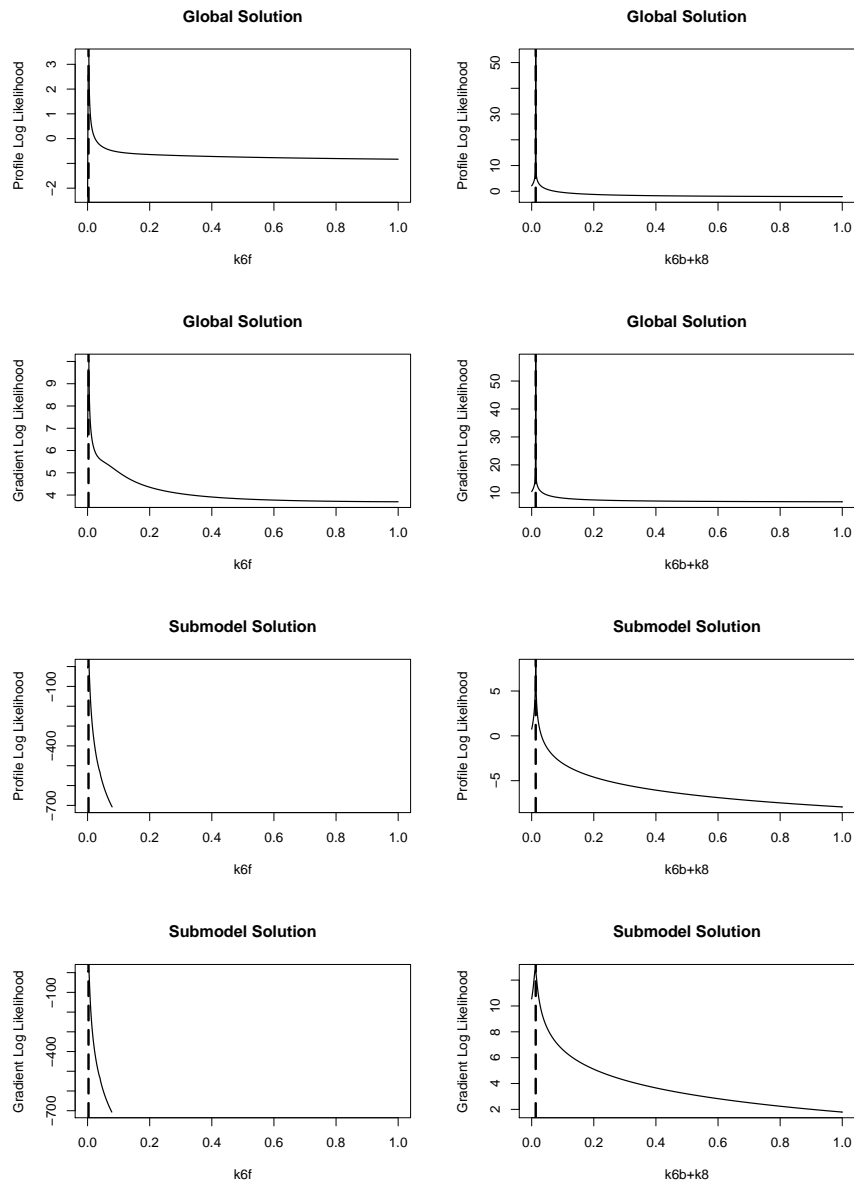 Global Solution
Profile Log Likelihood
3
2
0
-2
0.0 0.2 0.4 0.6 0.8 1.0
k6f
Global Solution
Profile Log Likelihood
50
30
10
0
0.0 0.2 0.4 0.6 0.8 1.0
k6b+k8
Global Solution
Gradient Log Likelihood
9
8
7
6
5
4
0.0 0.2 0.4 0.6 0.8 1.0
k6f
Global Solution
Gradient Log Likelihood
50
40
30
20
10
0.0 0.2 0.4 0.6 0.8 1.0
k6b+k8
Submodel Solution
Profile Log Likelihood
-100
-400
-700
0.0 0.2 0.4 0.6 0.8 1.0
k6f
Submodel Solution
Profile Log Likelihood
5
0
-5
0.0 0.2 0.4 0.6 0.8 1.0
k6b+k8
Submodel Solution
Gradient Log Likelihood
-100
-400
-700
0.0 0.2 0.4 0.6 0.8 1.0
k6f
Submodel Solution
Gradient Log Likelihood
10
8
6
4
2
0.0 0.2 0.4 0.6 0.8 1.0
k6b+k8